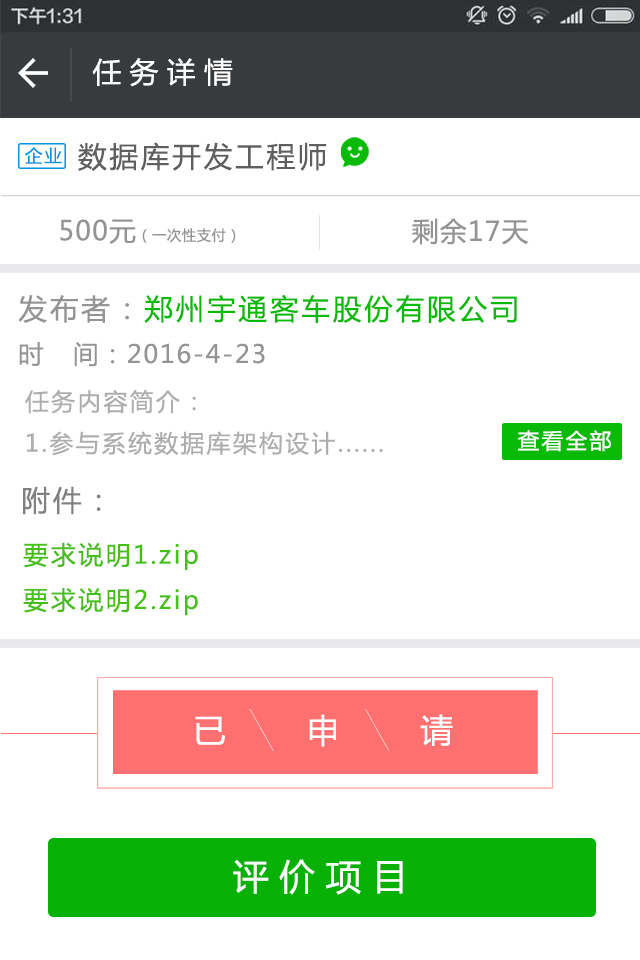 下午1:31
任务详情
企业 数据库开发工程师
500元(一次性支付) 剩余17天
发布者：郑州宇通客车股份有限公司
时 间：2016-4-23
任务内容简介：
1.参与系统数据库架构设计......
查看全部
附件：
要求说明1.zip
要求说明2.zip
已申请
评价项目